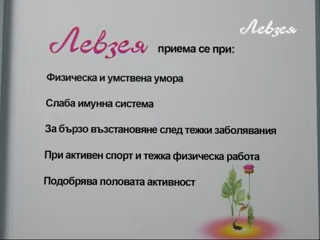 Левзея
Левзея приема се при:
Физическа и умствена умора
Слаба имунна система
За бързо възстановяне след тежки заболявания
При активен спорт и тежка физическа работа
Подобрява половата активност